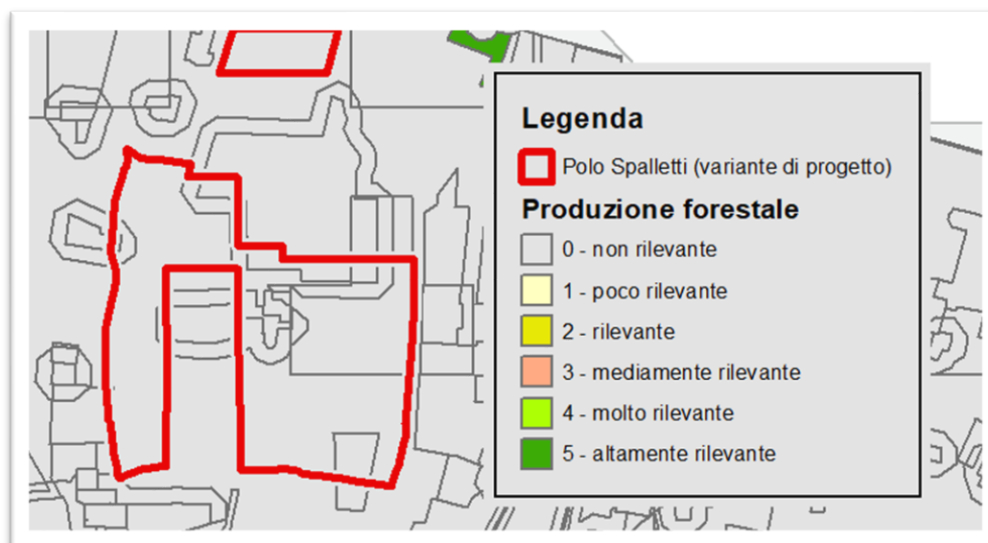 Legenda
Polo Spalletti (variante di progetto)
Produzione forestale
0 - non rilevante
1 - poco rilevante
2 - rilevante
3 - mediamente rilevante
4 - molto rilevante
5 - altamente rilevante